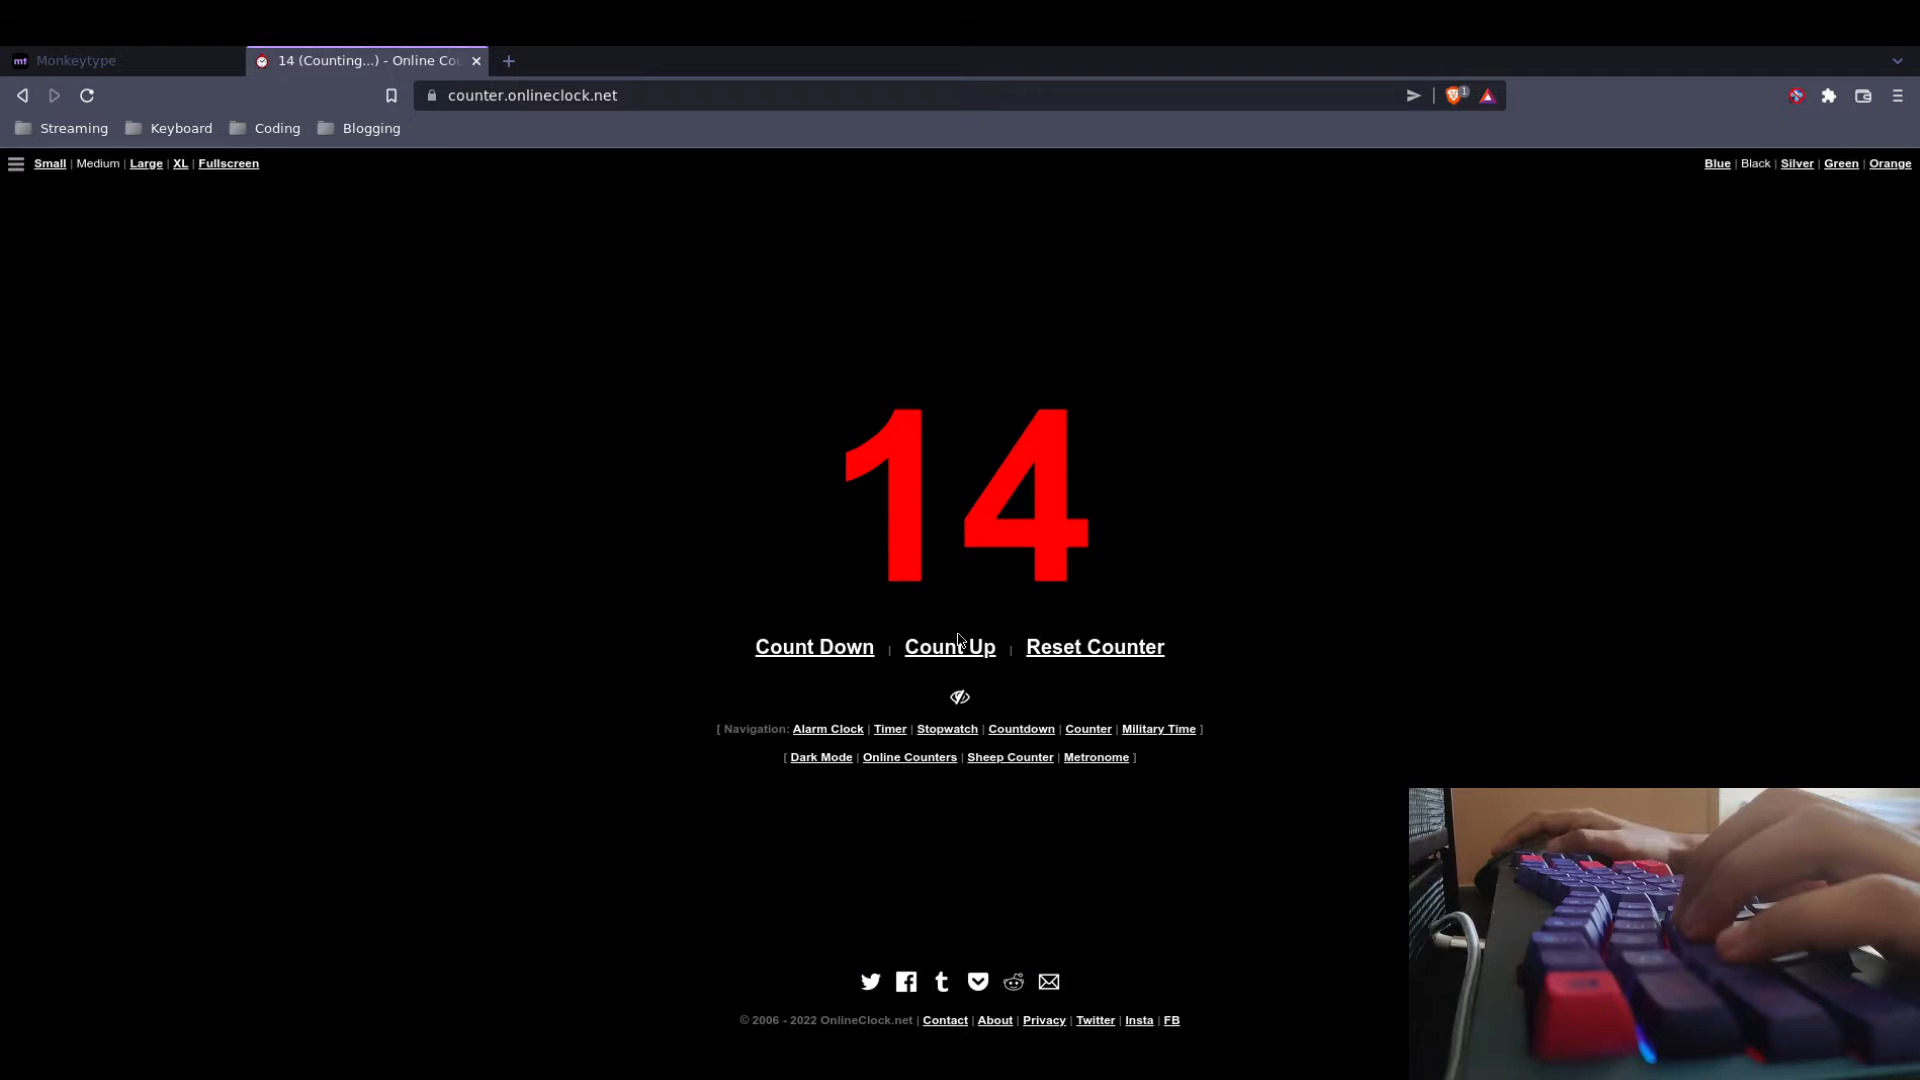 mt Monkeytype
14 (Counting...) - Online Co
counter.onlineclock.net
1
Streaming Keyboard Coding Blogging
Small | Medium | Large | XL | Fullscreen
Blue | Black | Silver | Green | Orange
14
Count Down | Count Up | Reset Counter
[ Navigation: Alarm Clock | Timer | Stopwatch | Countdown | Counter | Military Time ]
[ Dark Mode | Online Counters | Sheep Counter | Metronome ]
© 2006 - 2022 OnlineClock.net | Contact | About | Privacy | Twitter | Insta | FB